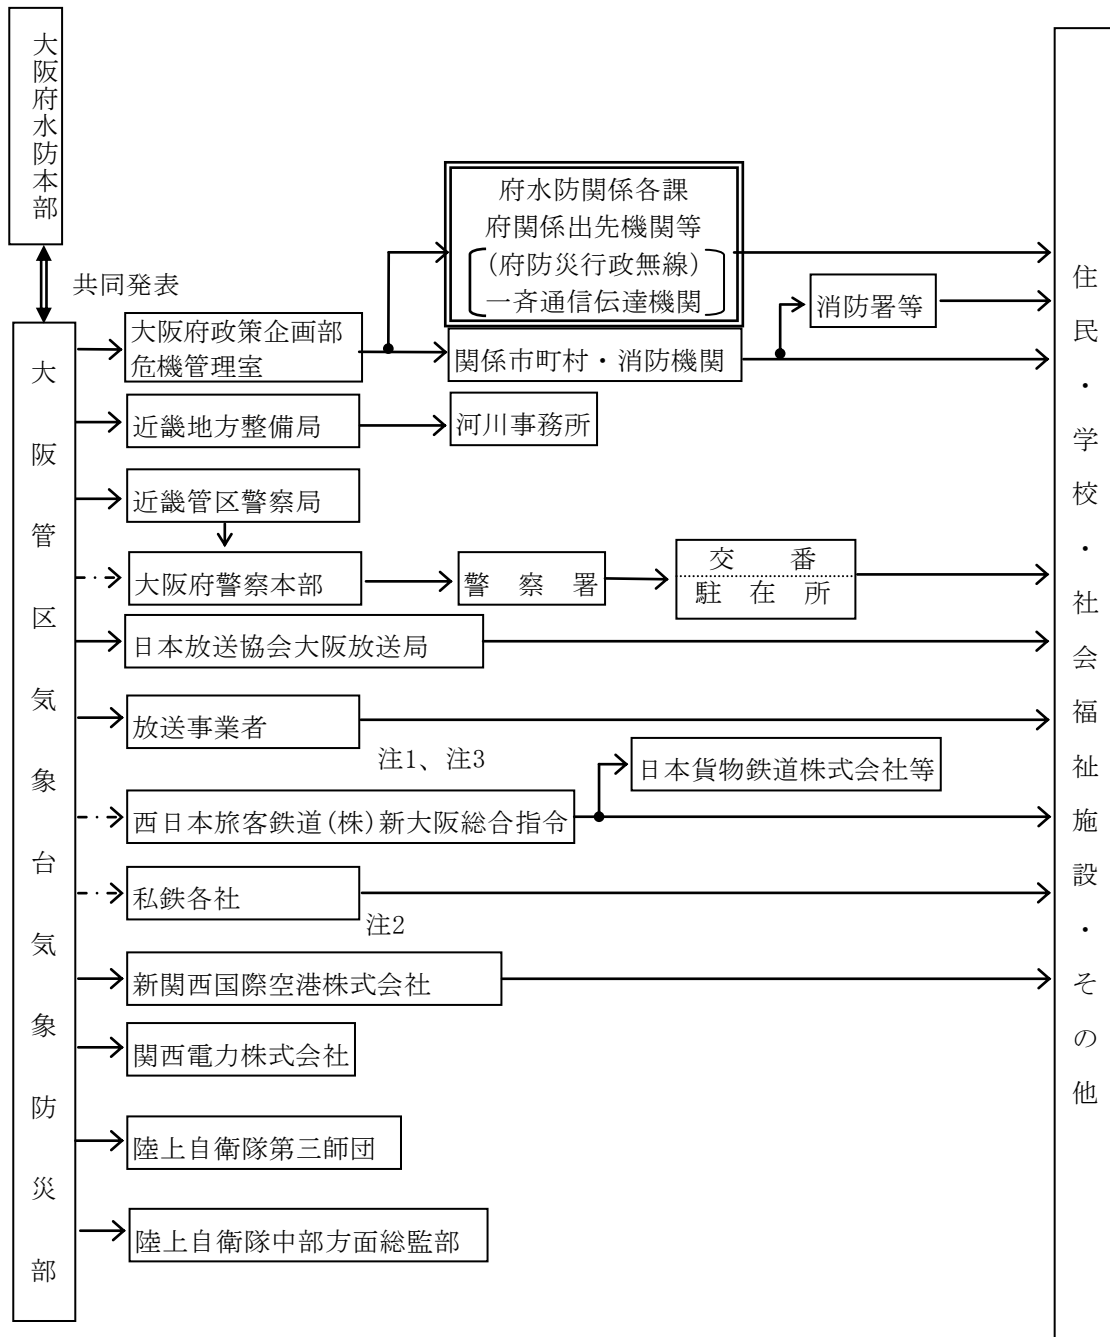 大阪府水防本部
共同発表
大阪管区気象台気象防災部
大阪府政策企画部
危機管理室
府水防関係各課
府関係出先機関等
(府防災行政無線)
一斉通信伝達機関
消防署等
関係市町村・消防機関
近畿地方整備局
河川事務所
近畿管区警察局
大阪府警察本部
警察署
交番
駐在所
日本放送協会大阪放送局
放送事業者
注1、注3
日本貨物鉄道株式会社等
西日本旅客鉄道(株)新大阪総合指令
私鉄各社
注2
新関西国際空港株式会社
関西電力株式会社
陸上自衛隊第三師団
陸上自衛隊中部方面総監部
住民・学校・社会福祉施設・その他